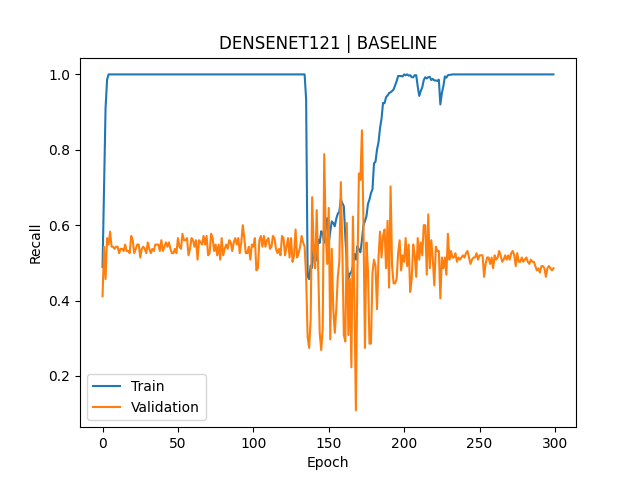 DENSENET121 | BASELINE
Recall
1.0
0.8
0.6
0.4
0.2
Train
Validation
0 50 100 150 200 250 300
Epoch